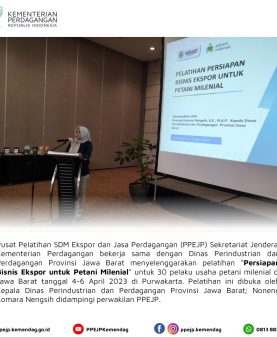 KEMENTERIAN
PERDAGANGAN
REPUBLIK INDONESIA
PELATIHAN PERSIAPAN
BISNIS EKSPOR UNTUK
PETANI MILENIAL
Pusat Pelatihan SDM Ekspor dan Jasa Perdagangan (PPEJP) Sekretariat Jendera
Kementerian Perdagangan bekerja sama dengan Dinas Perindustrian dan
Perdagangan Provinsi Jawa Barat menyelenggarakan pelatihan "Persiapan
Bisnis Ekspor untuk Petani Milenial" untuk 30 pelaku usaha petani milenial d
Jawa Barat tanggal 4-6 April 2023 di Purwakarta. Pelatihan ini dibuka oleh
Kepala Dinas Perindustrian dan Perdagangan Provinsi Jawa Barat; Noneng
Komara Nengsih didampingi perwakilan PPEJP.
ppejp.kemendag.go.id
PPEJPKemendag
ppejp.kemendag
0813 88